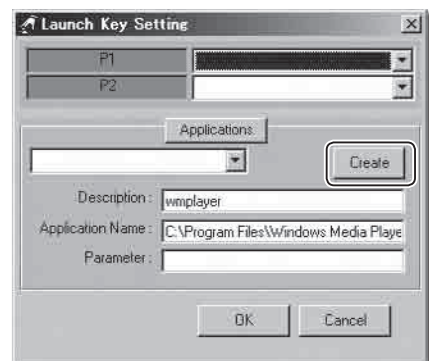 Launch Key Setting
P1
P2
Applications
Create
Description : wmplayer
Application Name : C:\Program Files\Windows Media Playe
Parameter :
OK Cancel